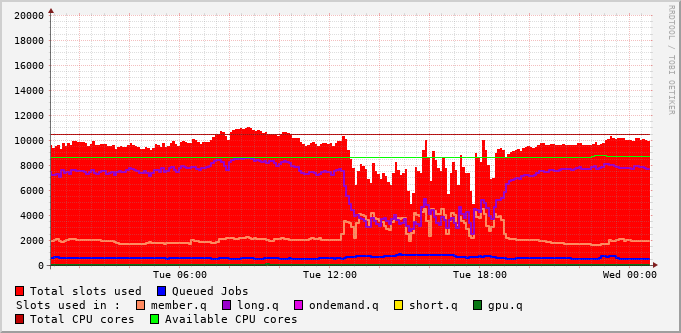 20000
18000
16000
14000
12000
10000
8000
6000
4000
2000
0
Tue 06:00 Tue 12:00 Tue 18:00 Wed 00:00
Total slots used Queued Jobs
Slots used in : member.q long.q ondemand.q short.q gpu.q
Total CPU cores Available CPU cores
RRDTOOL / TOBI OETIKER